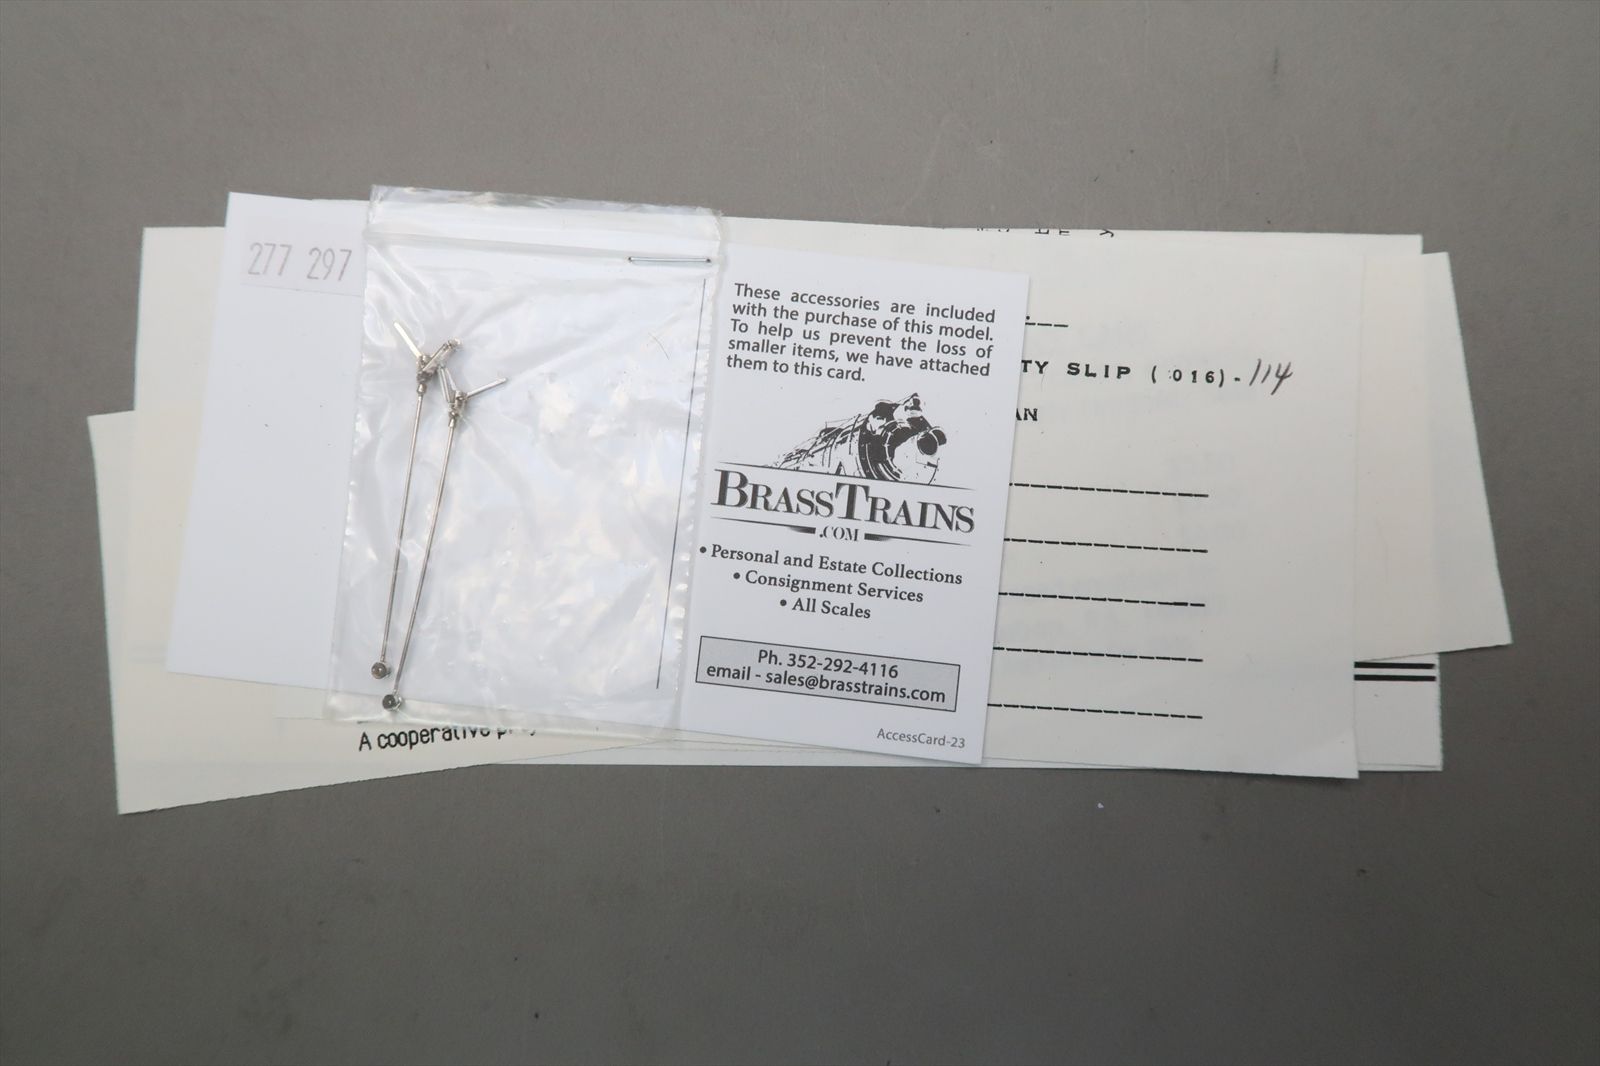 277 297
These accessories are included
with the purchase of this model.
To help us prevent the loss of
smaller items, we have attached
them to this card.
BRASSTRAINS
.COM
• Personal and Estate Collections
• Consignment Services
• All Scales
Ph. 352-292-4116
email - sales@brasstrains.com
AccessCard-23
TY SLIP (016)-114
AN
A cooperative